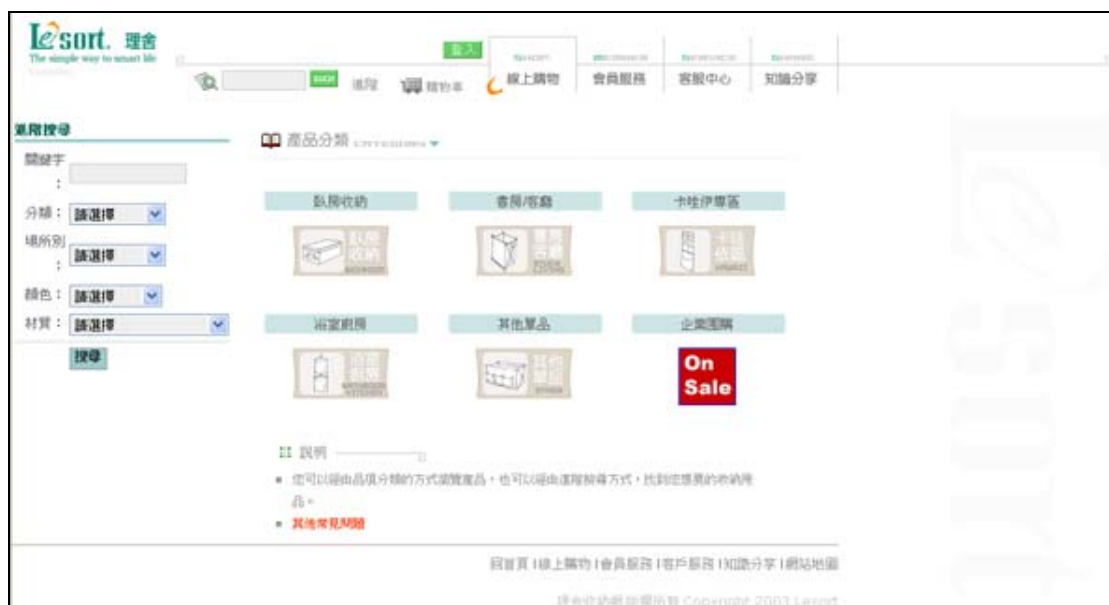 Le sort. 理舍
The simple way to smart life
登入
線上購物
會員服務
客服中心
知識分享
進階
購物車
進階搜尋
產品分類
關鍵字
:
分類：
請選擇
場所別
:
請選擇
顏色：
請選擇
材質：
請選擇
搜尋
臥房收納
書房/客廳
卡哇伊專區
浴室廚房
其他單品
企業團購
On
Sale
說明
您可以經由品項分類的方式瀏覽產品，也可以經由進階搜尋方式，找到您想要的收納用
品。
其他常見問題
回首頁 | 線上購物 | 會員服務 | 客戶服務 | 知識分享 | 網站地圖
Copyright 2003 Lesort
Le sort